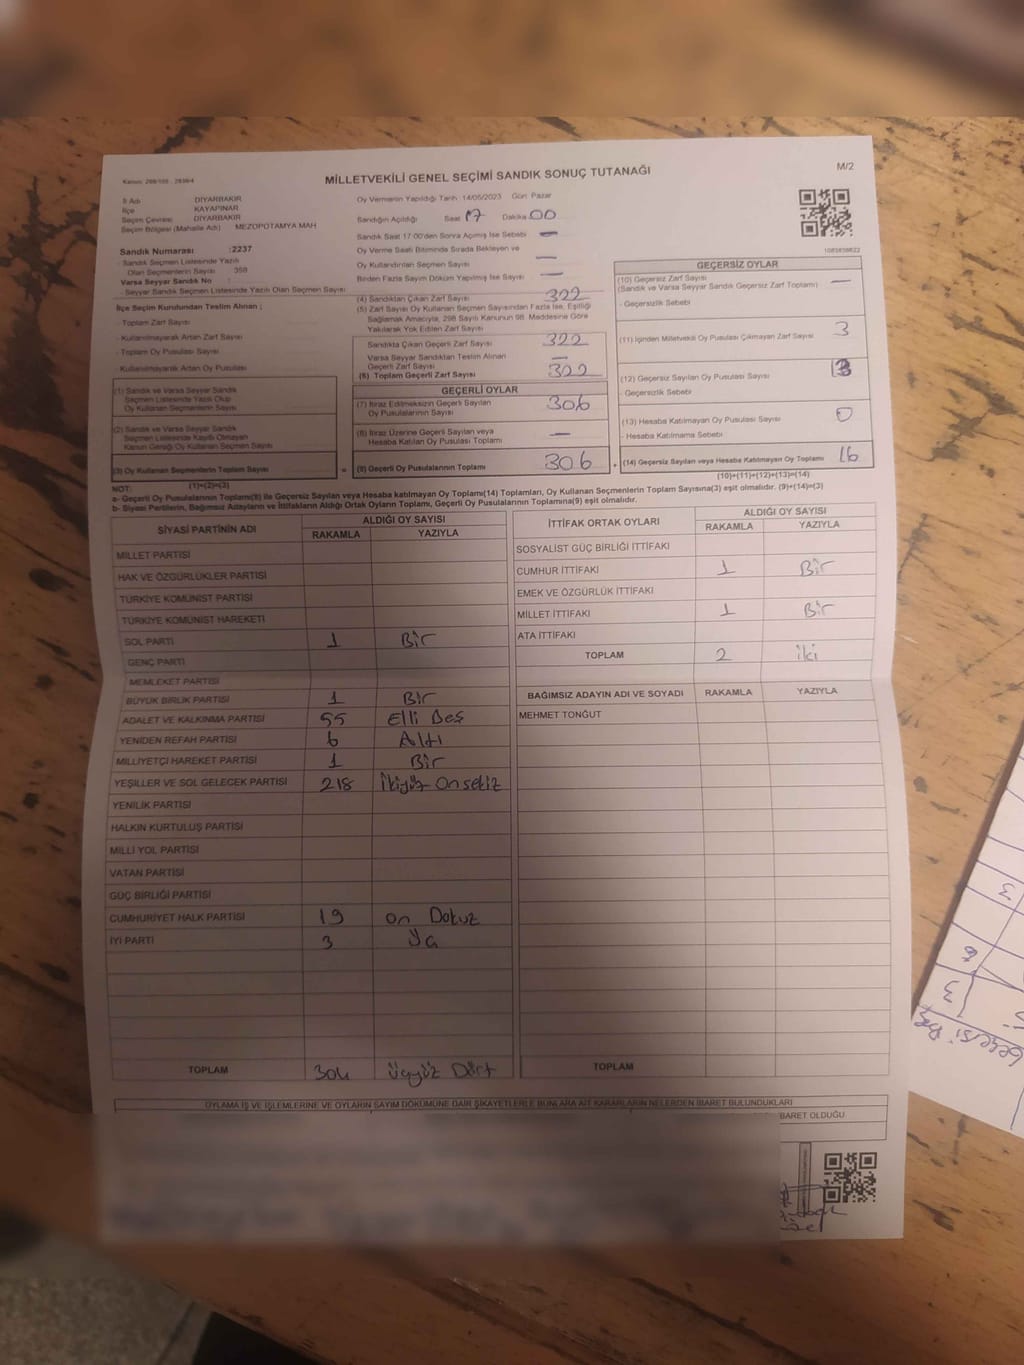 Kanun: 298/105 - 2839/4
MİLLETVEKİLİ GENEL SEÇİMİ SANDIK SONUÇ TUTANAĞI
M/2
İl Adı DİYARBAKIR
İlçe KAYAPINAR
Seçim Çevresi DİYARBAKIR
Seçim Bölgesi (Mahalle Adı) MEZOPOTAMYA MAH
Sandık Numarası :2237
- Sandık Seçmen Listesinde Yazılı
Olan Seçmenlerin Sayısı 358
Varsa Seyyar Sandık No :
- Seyyar Sandık Seçmen Listesinde Yazılı Olan Seçmen Sayısı
İlçe Seçim Kurulundan Teslim Alınan ;
- Toplam Zarf Sayısı
- Kullanılmayarak Artan Zarf Sayısı
- Toplam Oy Pusulası Sayısı
- Kullanılmayarak Artan Oy Pusulası
(1) Sandık ve Varsa Seyyar Sandık
Seçmen Listesinde Yazılı Olup
Oy Kullanan Seçmenlerin Sayısı
(2) Sandık ve Varsa Seyyar Sandık
Seçmen Listesinde Kayıtlı Olmayan
Kanun Gereği Oy Kullanan Seçmen Sayısı
(3) Oy Kullanan Seçmenlerin Toplam Sayısı
(1)+(2)=(3)
Oy Vermenin Yapıldığı Tarih :14/05/2023 Gün: Pazar
Sandığın Açıldığı Saat 17 Dakika 00
Sandık Saat 17:00'den Sonra Açılmış İse Sebebi —
Oy Verme Saati Bitiminde Sırada Bekleyen ve
Oy Kullandırılan Seçmen Sayısı —
Birden Fazla Sayım Döküm Yapılmış İse Sayısı —
(4) Sandıktan Çıkan Zarf Sayısı 322
(5) Zarf Sayısı Oy Kullanan Seçmen Sayısından Fazla İse, Eşitliği
Sağlamak Amacıyla, 298 Sayılı Kanunun 98. Maddesine Göre
Yakılarak Yok Edilen Zarf Sayısı
Sandıkta Çıkan Geçerli Zarf Sayısı 322
Varsa Seyyar Sandıktan Teslim Alınan
Geçerli Zarf Sayısı —
(6) Toplam Geçerli Zarf Sayısı 322
GEÇERLİ OYLAR
(7) İtiraz Edilmeksizin Geçerli Sayılan
Oy Pusulalarının Sayısı 306
(8) İtiraz Üzerine Geçerli Sayılan veya
Hesaba Katılan Oy Pusulası Toplamı —
= (9) Geçerli Oy Pusulalarının Toplamı 306
1083838622
GEÇERSİZ OYLAR
(10) Geçersiz Zarf Sayısı
(Sandık ve Varsa Seyyar Sandık Geçersiz Zarf Toplamı) —
- Geçersizlik Sebebi
(11) İçinden Milletvekili Oy Pusulası Çıkmayan Zarf Sayısı 3
(12) Geçersiz Sayılan Oy Pusulası Sayısı
- Geçersizlik Sebebi
(13) Hesaba Katılmayan Oy Pusulası Sayısı 0
- Hesaba Katılmama Sebebi
+ (14) Geçersiz Sayılan veya Hesaba Katılmayan Oy Toplamı 16
(10)+(11)+(12)+(13)=(14)
NOT:
a- Geçerli Oy Pusulalarının Toplamı(9) ile Geçersiz Sayılan veya Hesaba katılmayan Oy Toplamı(14) Toplamları, Oy Kullanan Seçmenlerin Toplam Sayısına(3) eşit olmalıdır. (9)+(14)=(3)
b- Siyasi Partilerin, Bağımsız Adayların ve İttifakların Aldığı Ortak Oyların Toplamı, Geçerli Oy Pusulalarının Toplamına(9) eşit olmalıdır.
SİYASİ PARTİNİN ADI ALDIĞI OY SAYISI
RAKAMLA YAZIYLA
MİLLET PARTİSİ
HAK VE ÖZGÜRLÜKLER PARTİSİ
TÜRKİYE KOMÜNİST PARTİSİ
TÜRKİYE KOMÜNİST HAREKETİ
SOL PARTİ 1 Bir
GENÇ PARTİ
MEMLEKET PARTİSİ
BÜYÜK BİRLİK PARTİSİ 1 Bir
ADALET VE KALKINMA PARTİSİ 55 Elli Beş
YENİDEN REFAH PARTİSİ 6 Altı
MİLLİYETÇİ HAREKET PARTİSİ 1 Bir
YEŞİLLER VE SOL GELECEK PARTİSİ 218 İkiyüz Onsekiz
YENİLİK PARTİSİ
HALKIN KURTULUŞ PARTİSİ
MİLLİ YOL PARTİSİ
VATAN PARTİSİ
GÜÇ BİRLİĞİ PARTİSİ
CUMHURİYET HALK PARTİSİ 19 on Dokuz
İYİ PARTİ 3
TOPLAM 304 Üçyüz Dört
İTTİFAK ORTAK OYLARI ALDIĞI OY SAYISI
RAKAMLA YAZIYLA
SOSYALİST GÜÇ BİRLİĞİ İTTİFAKI
CUMHUR İTTİFAKI 1 Bir
EMEK VE ÖZGÜRLÜK İTTİFAKI
MİLLET İTTİFAKI 1 Bir
ATA İTTİFAKI
TOPLAM 2 iki
BAĞIMSIZ ADAYIN ADI VE SOYADI RAKAMLA YAZIYLA
MEHMET TONĞUT
TOPLAM
OYLAMA İŞ VE İŞLEMLERİNE VE OYLARIN SAYIM DÖKÜMÜNE DAİR ŞİKAYETLERLE BUNLARA AİT KARARLARIN NELERDEN İBARET BULUNDUKLARI
BARET OLDUĞU